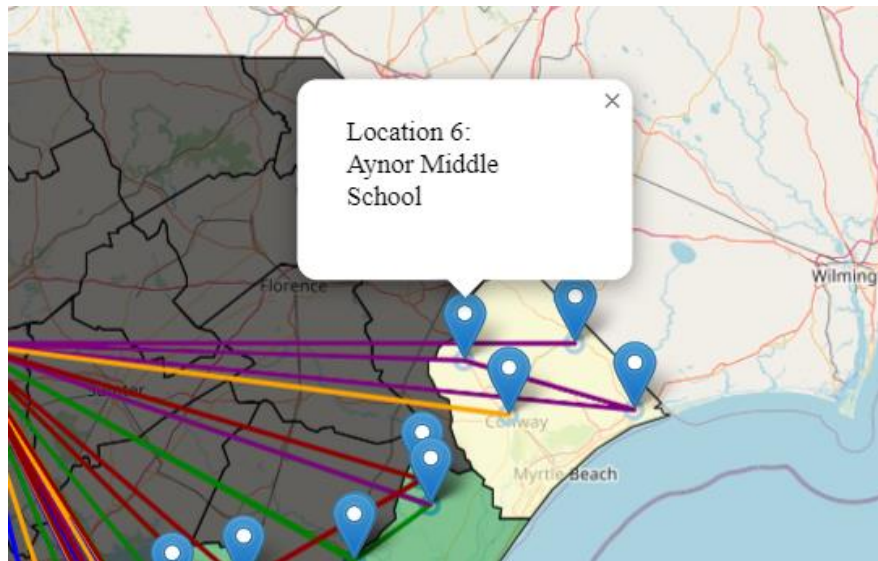 ×
Location 6:
Aynor Middle
School
Florence
Wilming
Sumter
Conway
Myrtle Beach